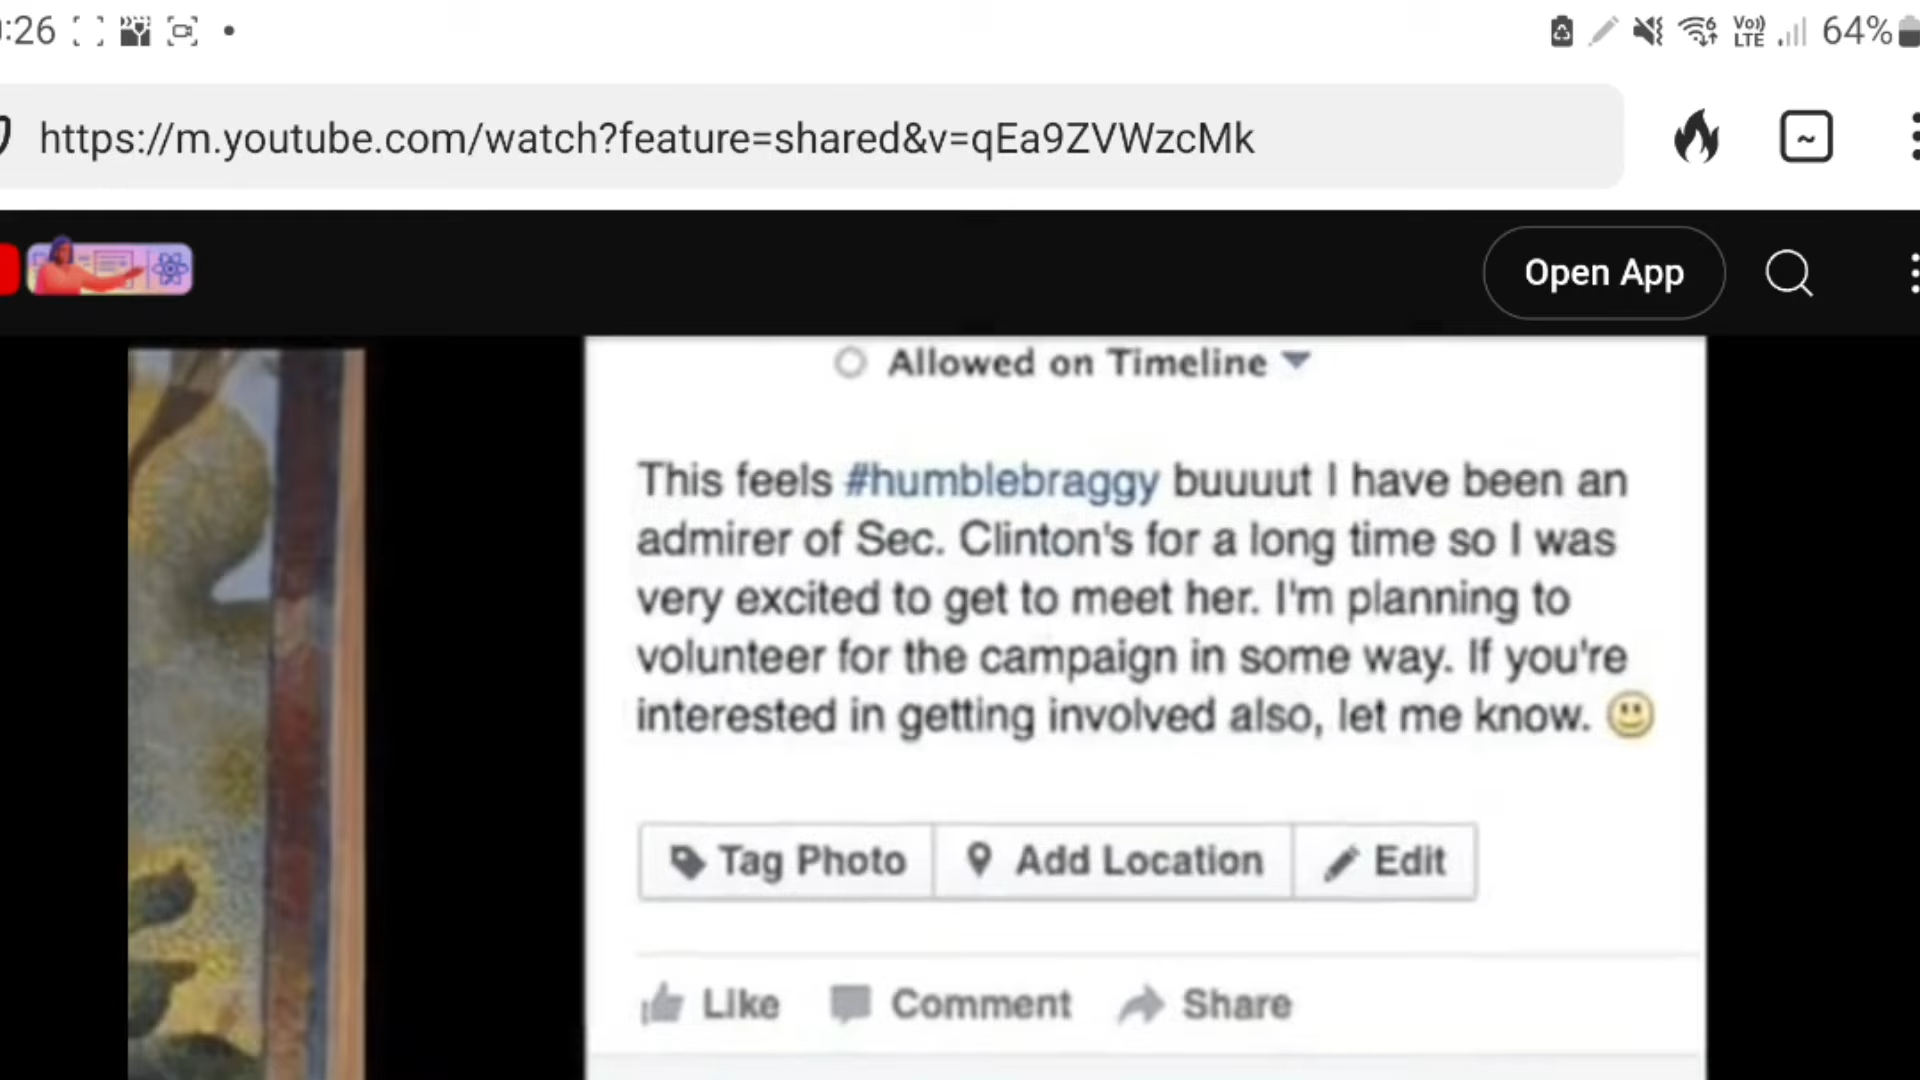 :26
Vo)) LTE 64%
https://m.youtube.com/watch?feature=shared&v=qEa9ZVWzcMk
Open App
Allowed on Timeline
This feels #humblebraggy buuuut I have been an
admirer of Sec. Clinton's for a long time so I was
very excited to get to meet her. I'm planning to
volunteer for the campaign in some way. If you're
interested in getting involved also, let me know. 🙂
Tag Photo Add Location Edit
Like Comment Share